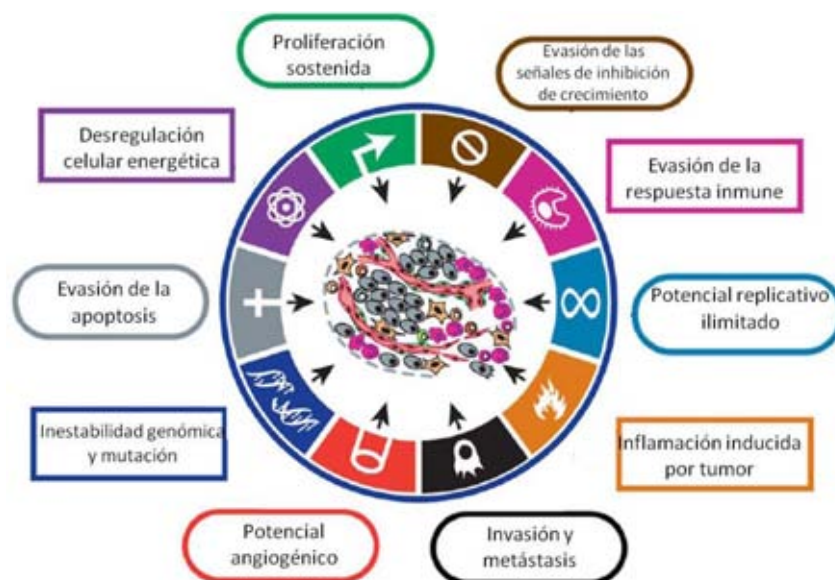 Proliferación
sostenida
Evasión de las
señales de inhibición
de crecimiento
Desregulación
celular energética
Evasión de la
respuesta inmune
Evasión de la
apoptosis
Potencial replicativo
ilimitado
Inestabilidad genómica
y mutación
Inflamación inducida
por tumor
Potencial
angiogénico
Invasión y
metástasis